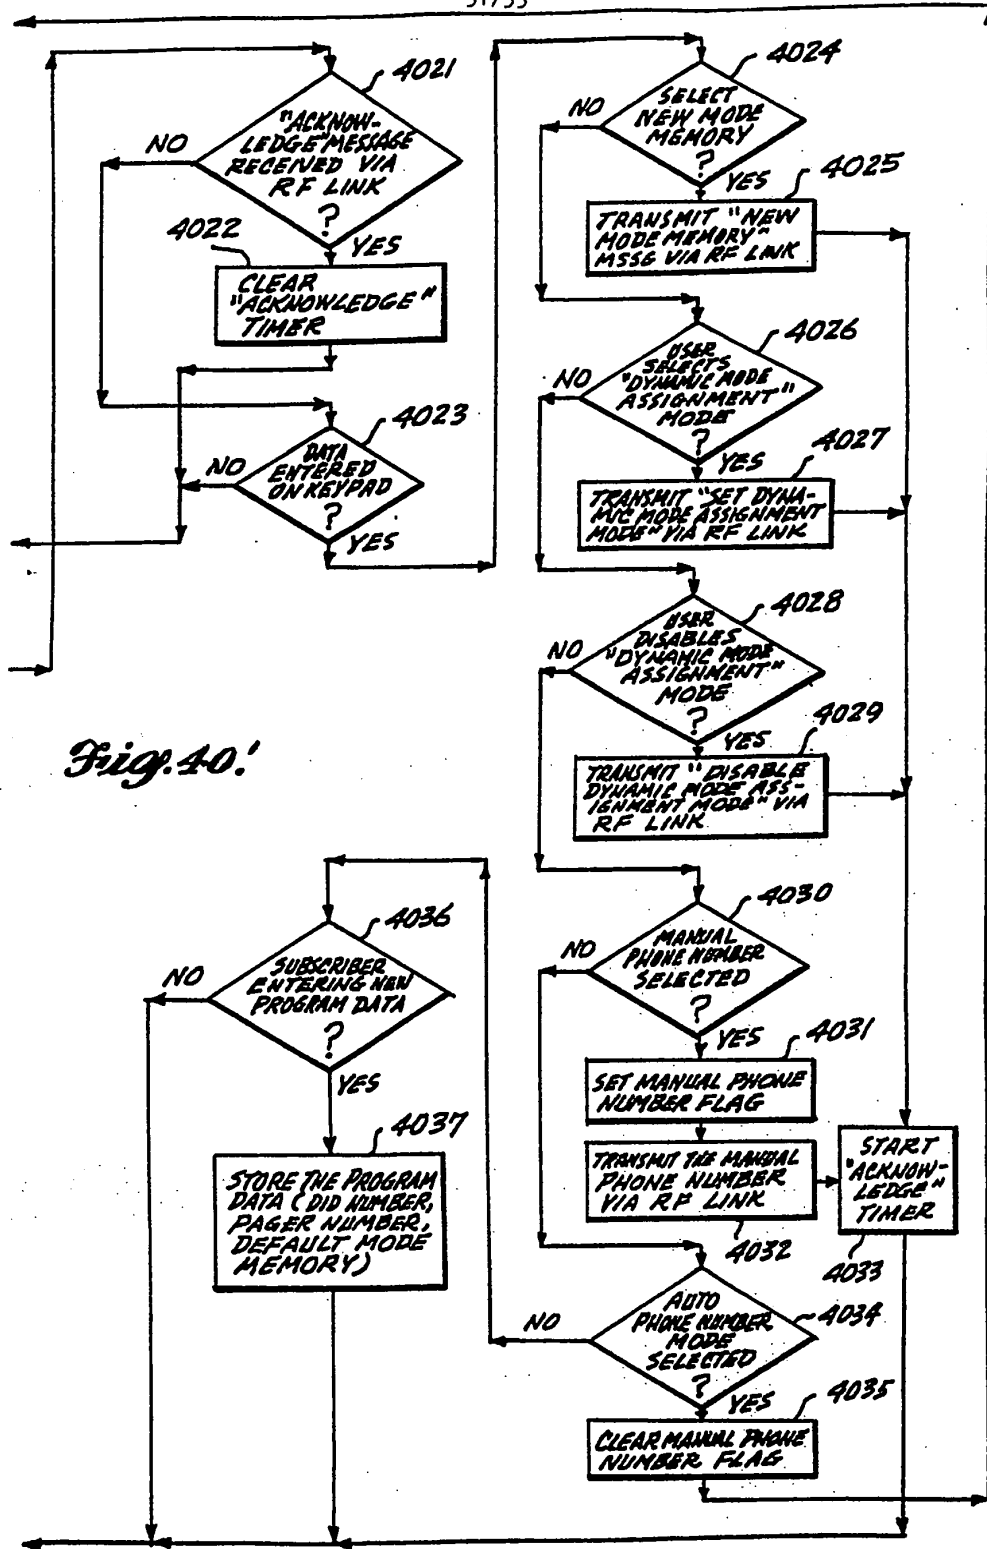 4021
"ACKNOW-
LEDGE" MESSAGE
RECEIVED VIA
RF LINK
?
NO
YES
4022
CLEAR
"ACKNOWLEDGE"
TIMER
4023
DATA
ENTERED
ON KEYPAD
?
NO
YES
4024
SELECT
NEW MODE
MEMORY
?
NO
YES
4025
TRANSMIT "NEW
MODE MEMORY"
MSSG VIA RF LINK
4026
USER
SELECTS
"DYNAMIC MODE
ASSIGNMENT"
MODE
?
NO
YES
4027
TRANSMIT "SET DYNA-
MIC MODE ASSIGNMENT
MODE" VIA RF LINK
4028
USER
DISABLES
"DYNAMIC MODE
ASSIGNMENT"
MODE
?
NO
YES
4029
TRANSMIT "DISABLE
DYNAMIC MODE ASS-
IGNMENT MODE" VIA
RF LINK
Fig. 40.'
4030
MANUAL
PHONE NUMBER
SELECTED
?
NO
YES
4031
SET MANUAL PHONE
NUMBER FLAG
TRANSMIT THE MANUAL
PHONE NUMBER
VIA RF LINK
4032
START
"ACKNOW-
LEDGE"
TIMER
4033
4034
AUTO
PHONE NUMBER
MODE
SELECTED
?
NO
YES
4035
CLEAR MANUAL PHONE
NUMBER FLAG
4036
SUBSCRIBER
ENTERING NEW
PROGRAM DATA
?
NO
YES
4037
STORE THE PROGRAM
DATA (DID NUMBER,
PAGER NUMBER,
DEFAULT MODE
MEMORY)